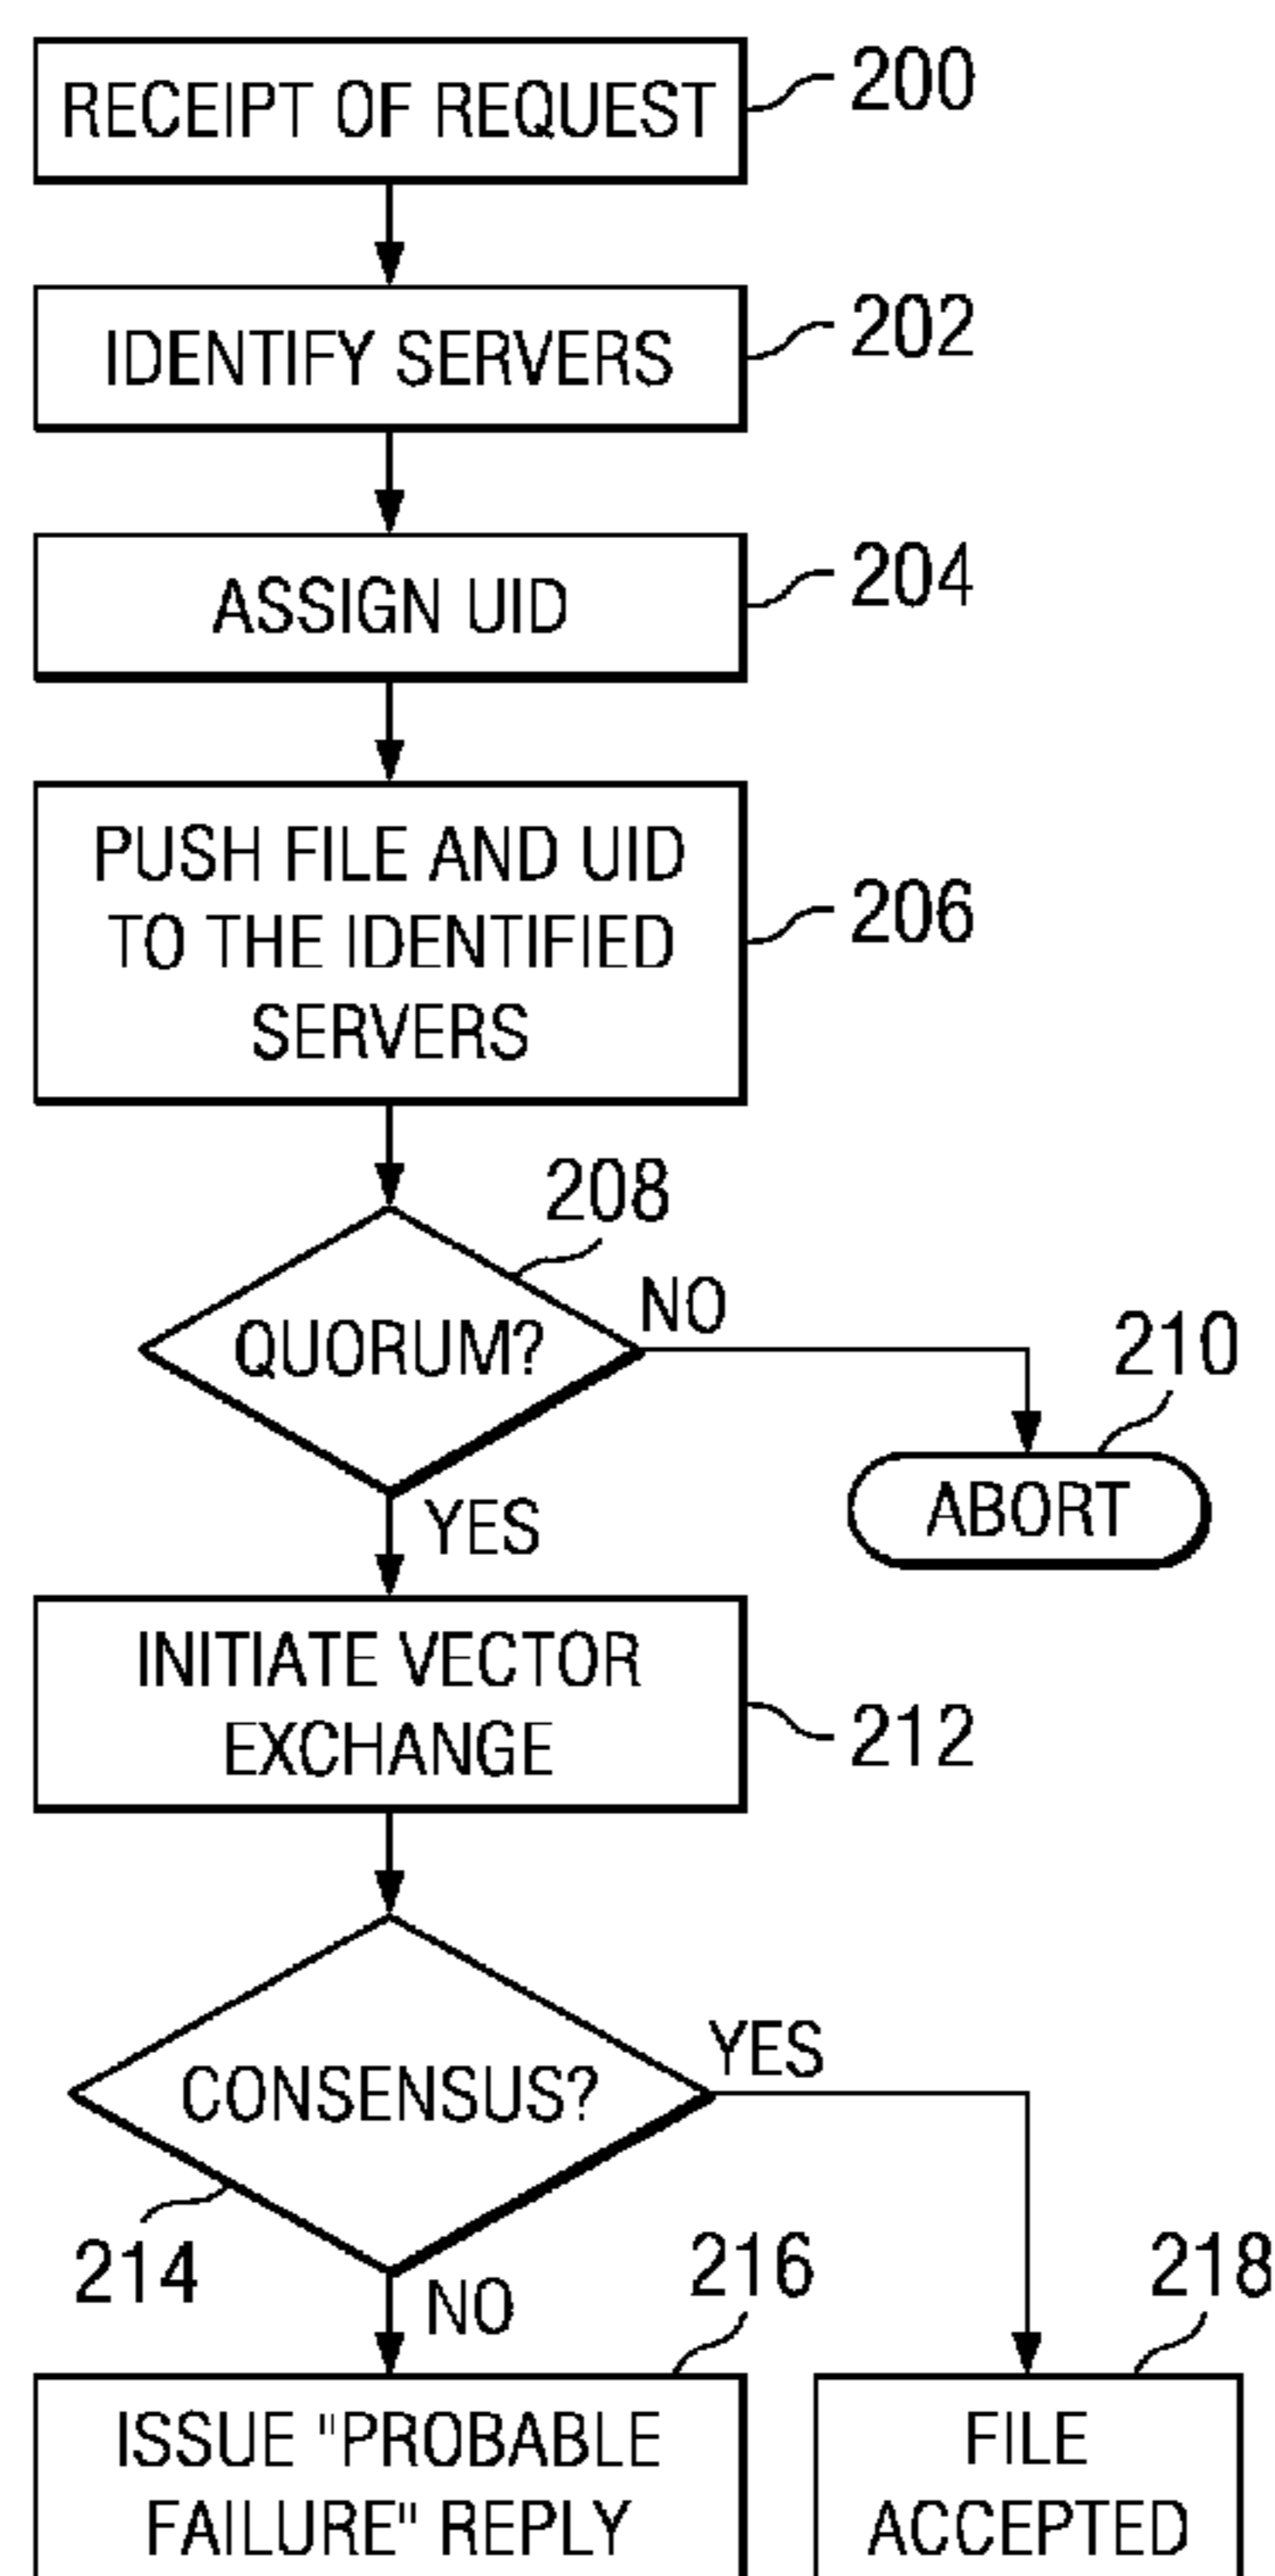 RECEIPT OF REQUEST
200
IDENTIFY SERVERS
202
ASSIGN UID
204
PUSH FILE AND UID
TO THE IDENTIFIED
SERVERS
206
208
QUORUM?
NO
210
ABORT
YES
INITIATE VECTOR
EXCHANGE
212
CONSENSUS?
YES
214
NO
216
218
ISSUE "PROBABLE
FAILURE" REPLY
FILE
ACCEPTED